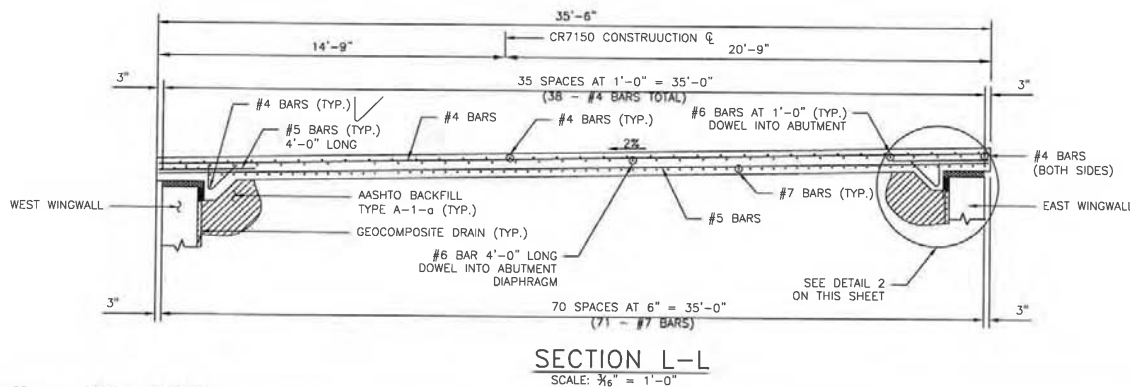 35'-6"
CR7150 CONSTRUUCTION ℄
14'-9"
20'-9"
3"
35 SPACES AT 1'-0" = 35'-0"
3"
(38 - #4 BARS TOTAL)
#4 BARS (TYP.)
#4 BARS
#4 BARS (TYP.)
#6 BARS AT 1'-0" (TYP.)
DOWEL INTO ABUTMENT
#5 BARS (TYP.)
4'-0" LONG
2%
#4 BARS
(BOTH SIDES)
WEST WINGWALL
AASHTO BACKFILL
TYPE A-1-a (TYP.)
#7 BARS (TYP.)
#5 BARS
EAST WINGWALL
GEOCOMPOSITE DRAIN (TYP.)
#6 BAR 4'-0" LONG
DOWEL INTO ABUTMENT
DIAPHRAGM
SEE DETAIL 2
ON THIS SHEET
3"
70 SPACES AT 6" = 35'-0"
3"
(71 - #7 BARS)
SECTION L-L
SCALE: 3/16" = 1'-0"